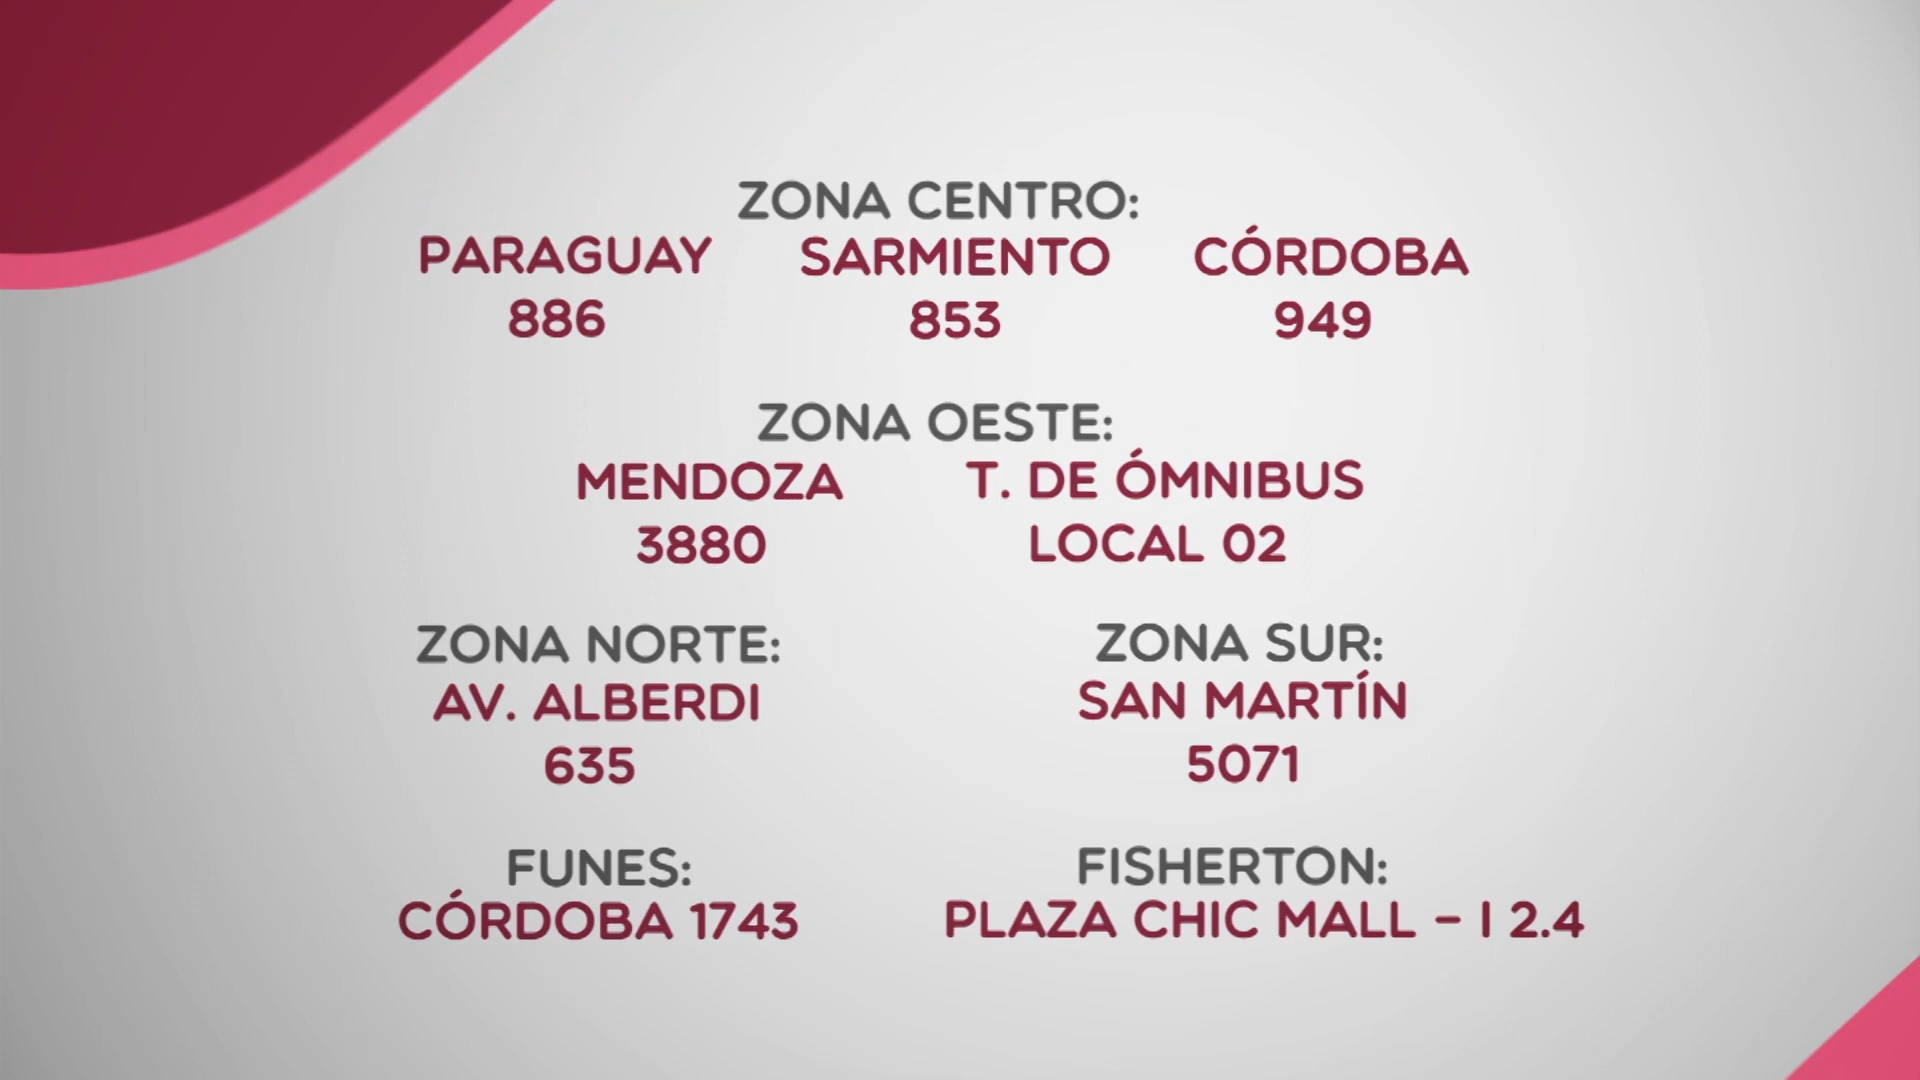 ZONA CENTRO:
PARAGUAY SARMIENTO CÓRDOBA
886 853 949
ZONA OESTE:
MENDOZA T. DE ÓMNIBUS
3880 LOCAL 02
ZONA NORTE:
AV. ALBERDI
635
ZONA SUR:
SAN MARTÍN
5071
FUNES:
CÓRDOBA 1743
FISHERTON:
PLAZA CHIC MALL – I 2.4